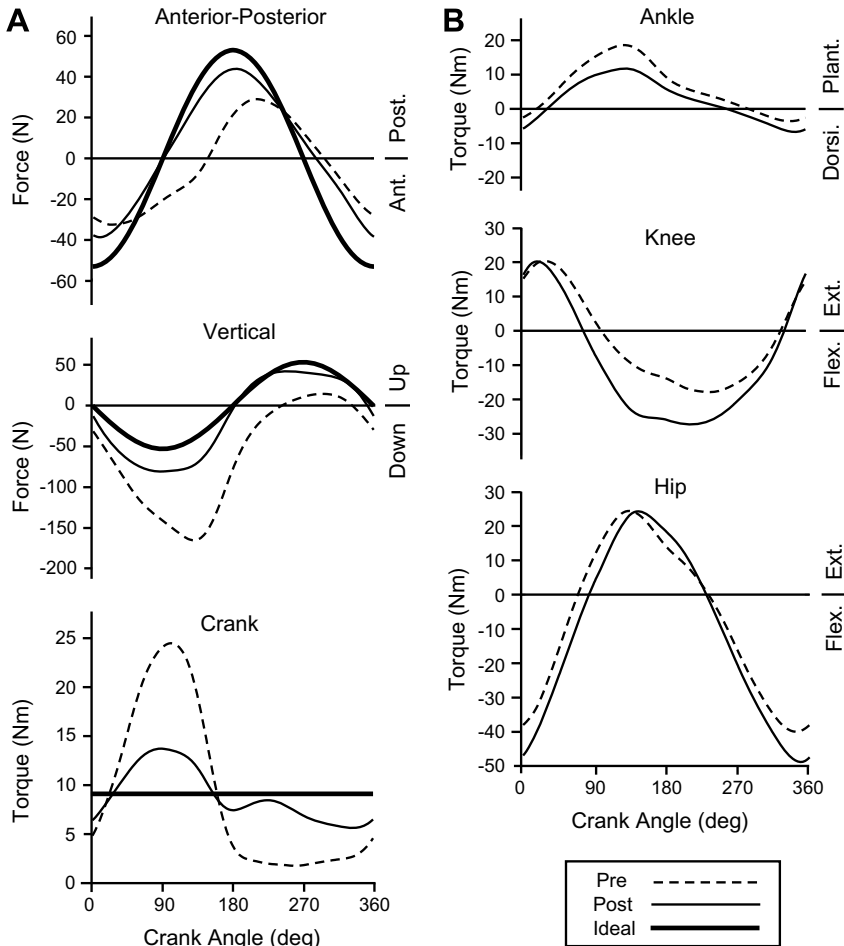 A
Anterior-Posterior
60
40
20
0
-20
-40
-60
Force (N)
Post.
Ant.
Vertical
50
0
-50
-100
-150
-200
Force (N)
Up
Down
Crank
25
20
15
10
5
0
Torque (Nm)
0 90 180 270 360
Crank Angle (deg)
B
Ankle
20
10
0
-10
-20
Torque (Nm)
Plant.
Dorsi.
Knee
30
20
10
0
-10
-20
-30
Torque (Nm)
Ext.
Flex.
Hip
30
20
10
0
-10
-20
-30
-40
-50
Torque (Nm)
Ext.
Flex.
0 90 180 270 360
Crank Angle (deg)
Pre
Post
Ideal